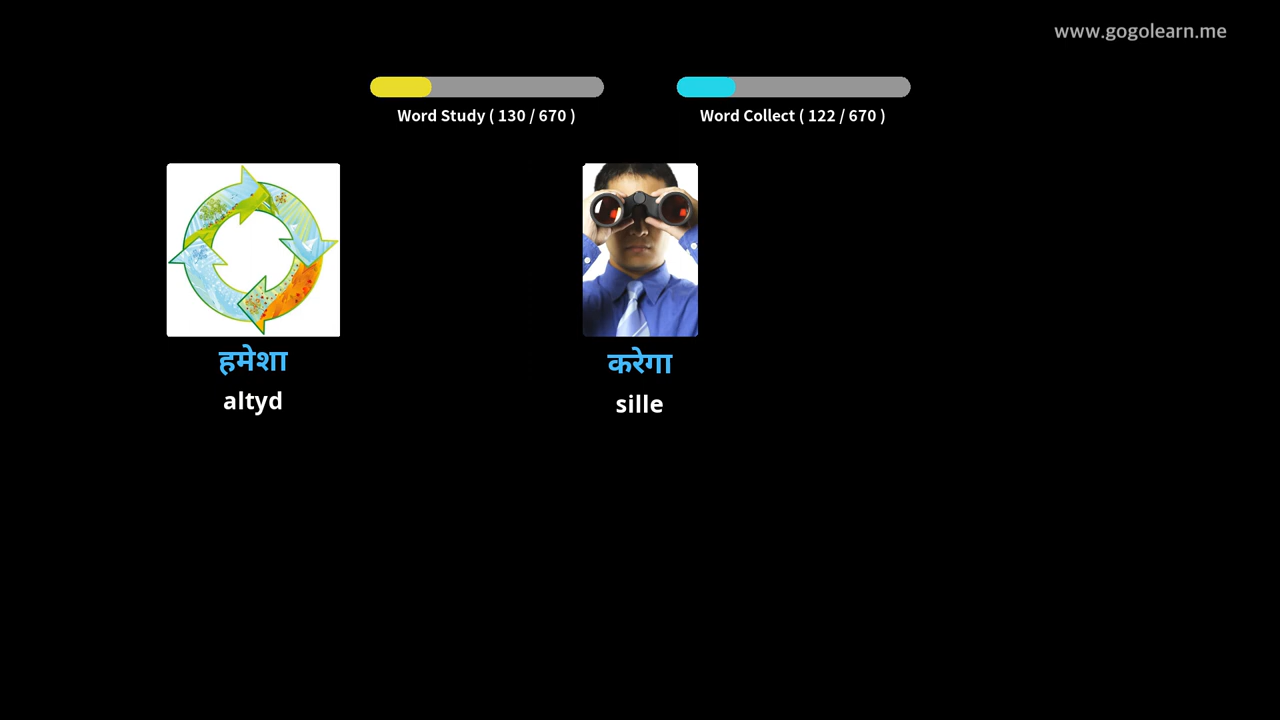 www.gogolearn.me
Word Study ( 130 / 670 )
Word Collect ( 122 / 670 )
हमेशा
altyd
करेगा
sille